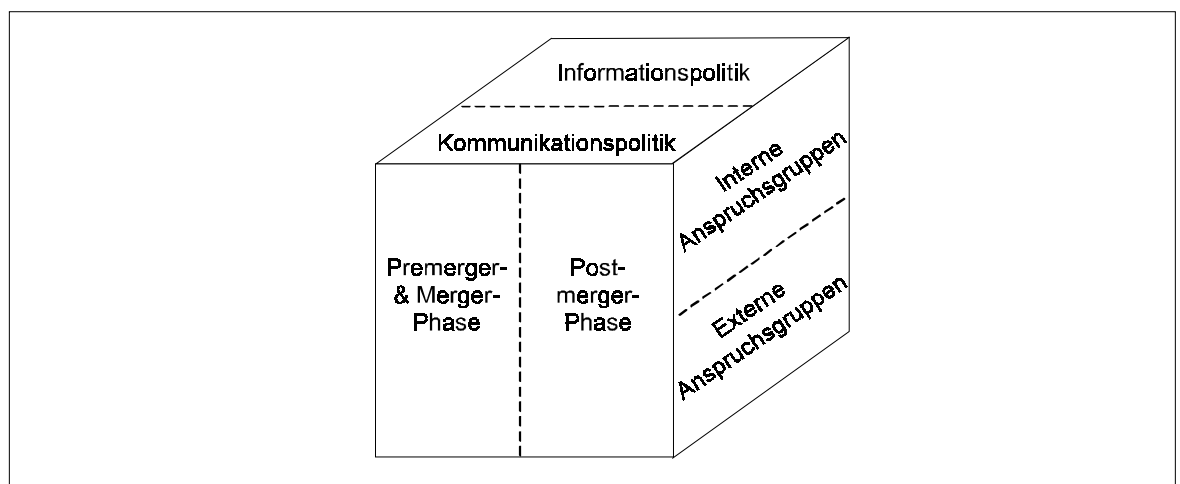 Informationspolitik
Kommunikationspolitik
Premerger-
& Merger-
Phase
Post-
merger-
Phase
Interne
Anspruchsgruppen
Externe
Anspruchsgruppen